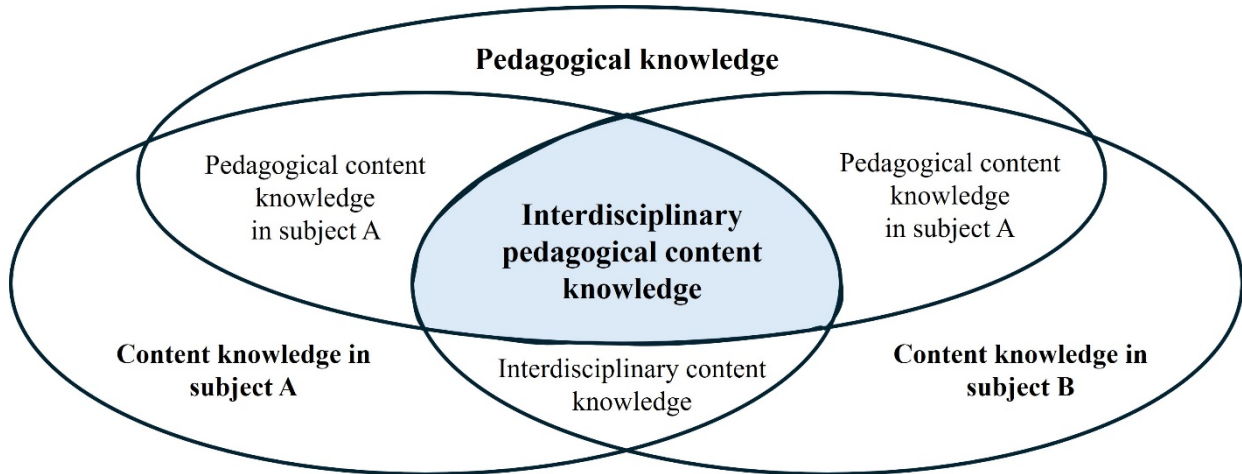 Pedagogical knowledge
Pedagogical content
knowledge
in subject A
Pedagogical content
knowledge
in subject A
Interdisciplinary
pedagogical content
knowledge
Content knowledge in
subject A
Interdisciplinary content
knowledge
Content knowledge in
subject B